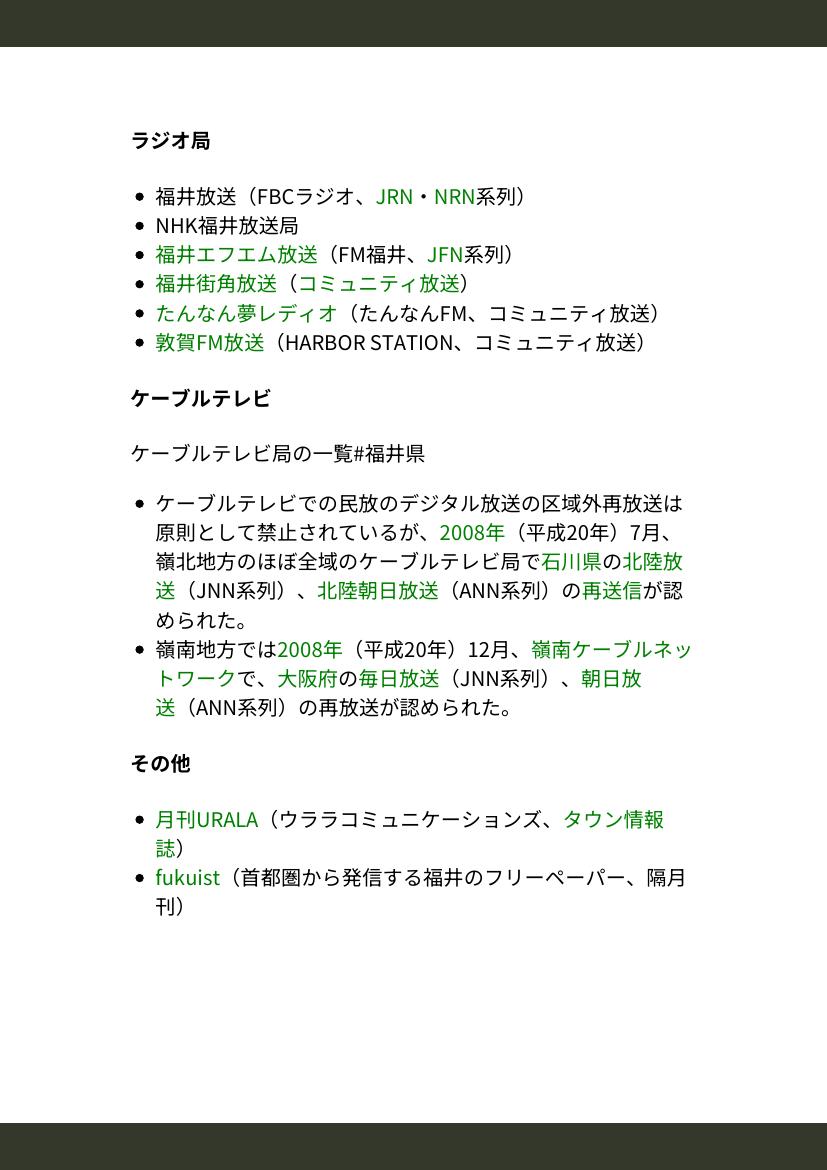 ラジオ局
福井放送（FBCラジオ、JRN・NRN系列）
NHK福井放送局
福井エフエム放送（FM福井、JFN系列）
福井街角放送（コミュニティ放送）
たんなん夢レディオ（たんなんFM、コミュニティ放送）
敦賀FM放送（HARBOR STATION、コミュニティ放送）
ケーブルテレビ
ケーブルテレビ局の一覧#福井県
ケーブルテレビでの民放のデジタル放送の区域外再放送は
原則として禁止されているが、2008年（平成20年）7月、
嶺北地方のほぼ全域のケーブルテレビ局で石川県の北陸放
送（JNN系列）、北陸朝日放送（ANN系列）の再送信が認
められた。
嶺南地方では2008年（平成20年）12月、嶺南ケーブルネッ
トワークで、大阪府の毎日放送（JNN系列）、朝日放
送（ANN系列）の再放送が認められた。
その他
月刊URALA（ウララコミュニケーションズ、タウン情報
誌）
fukuist（首都圏から発信する福井のフリーペーパー、隔月
刊）